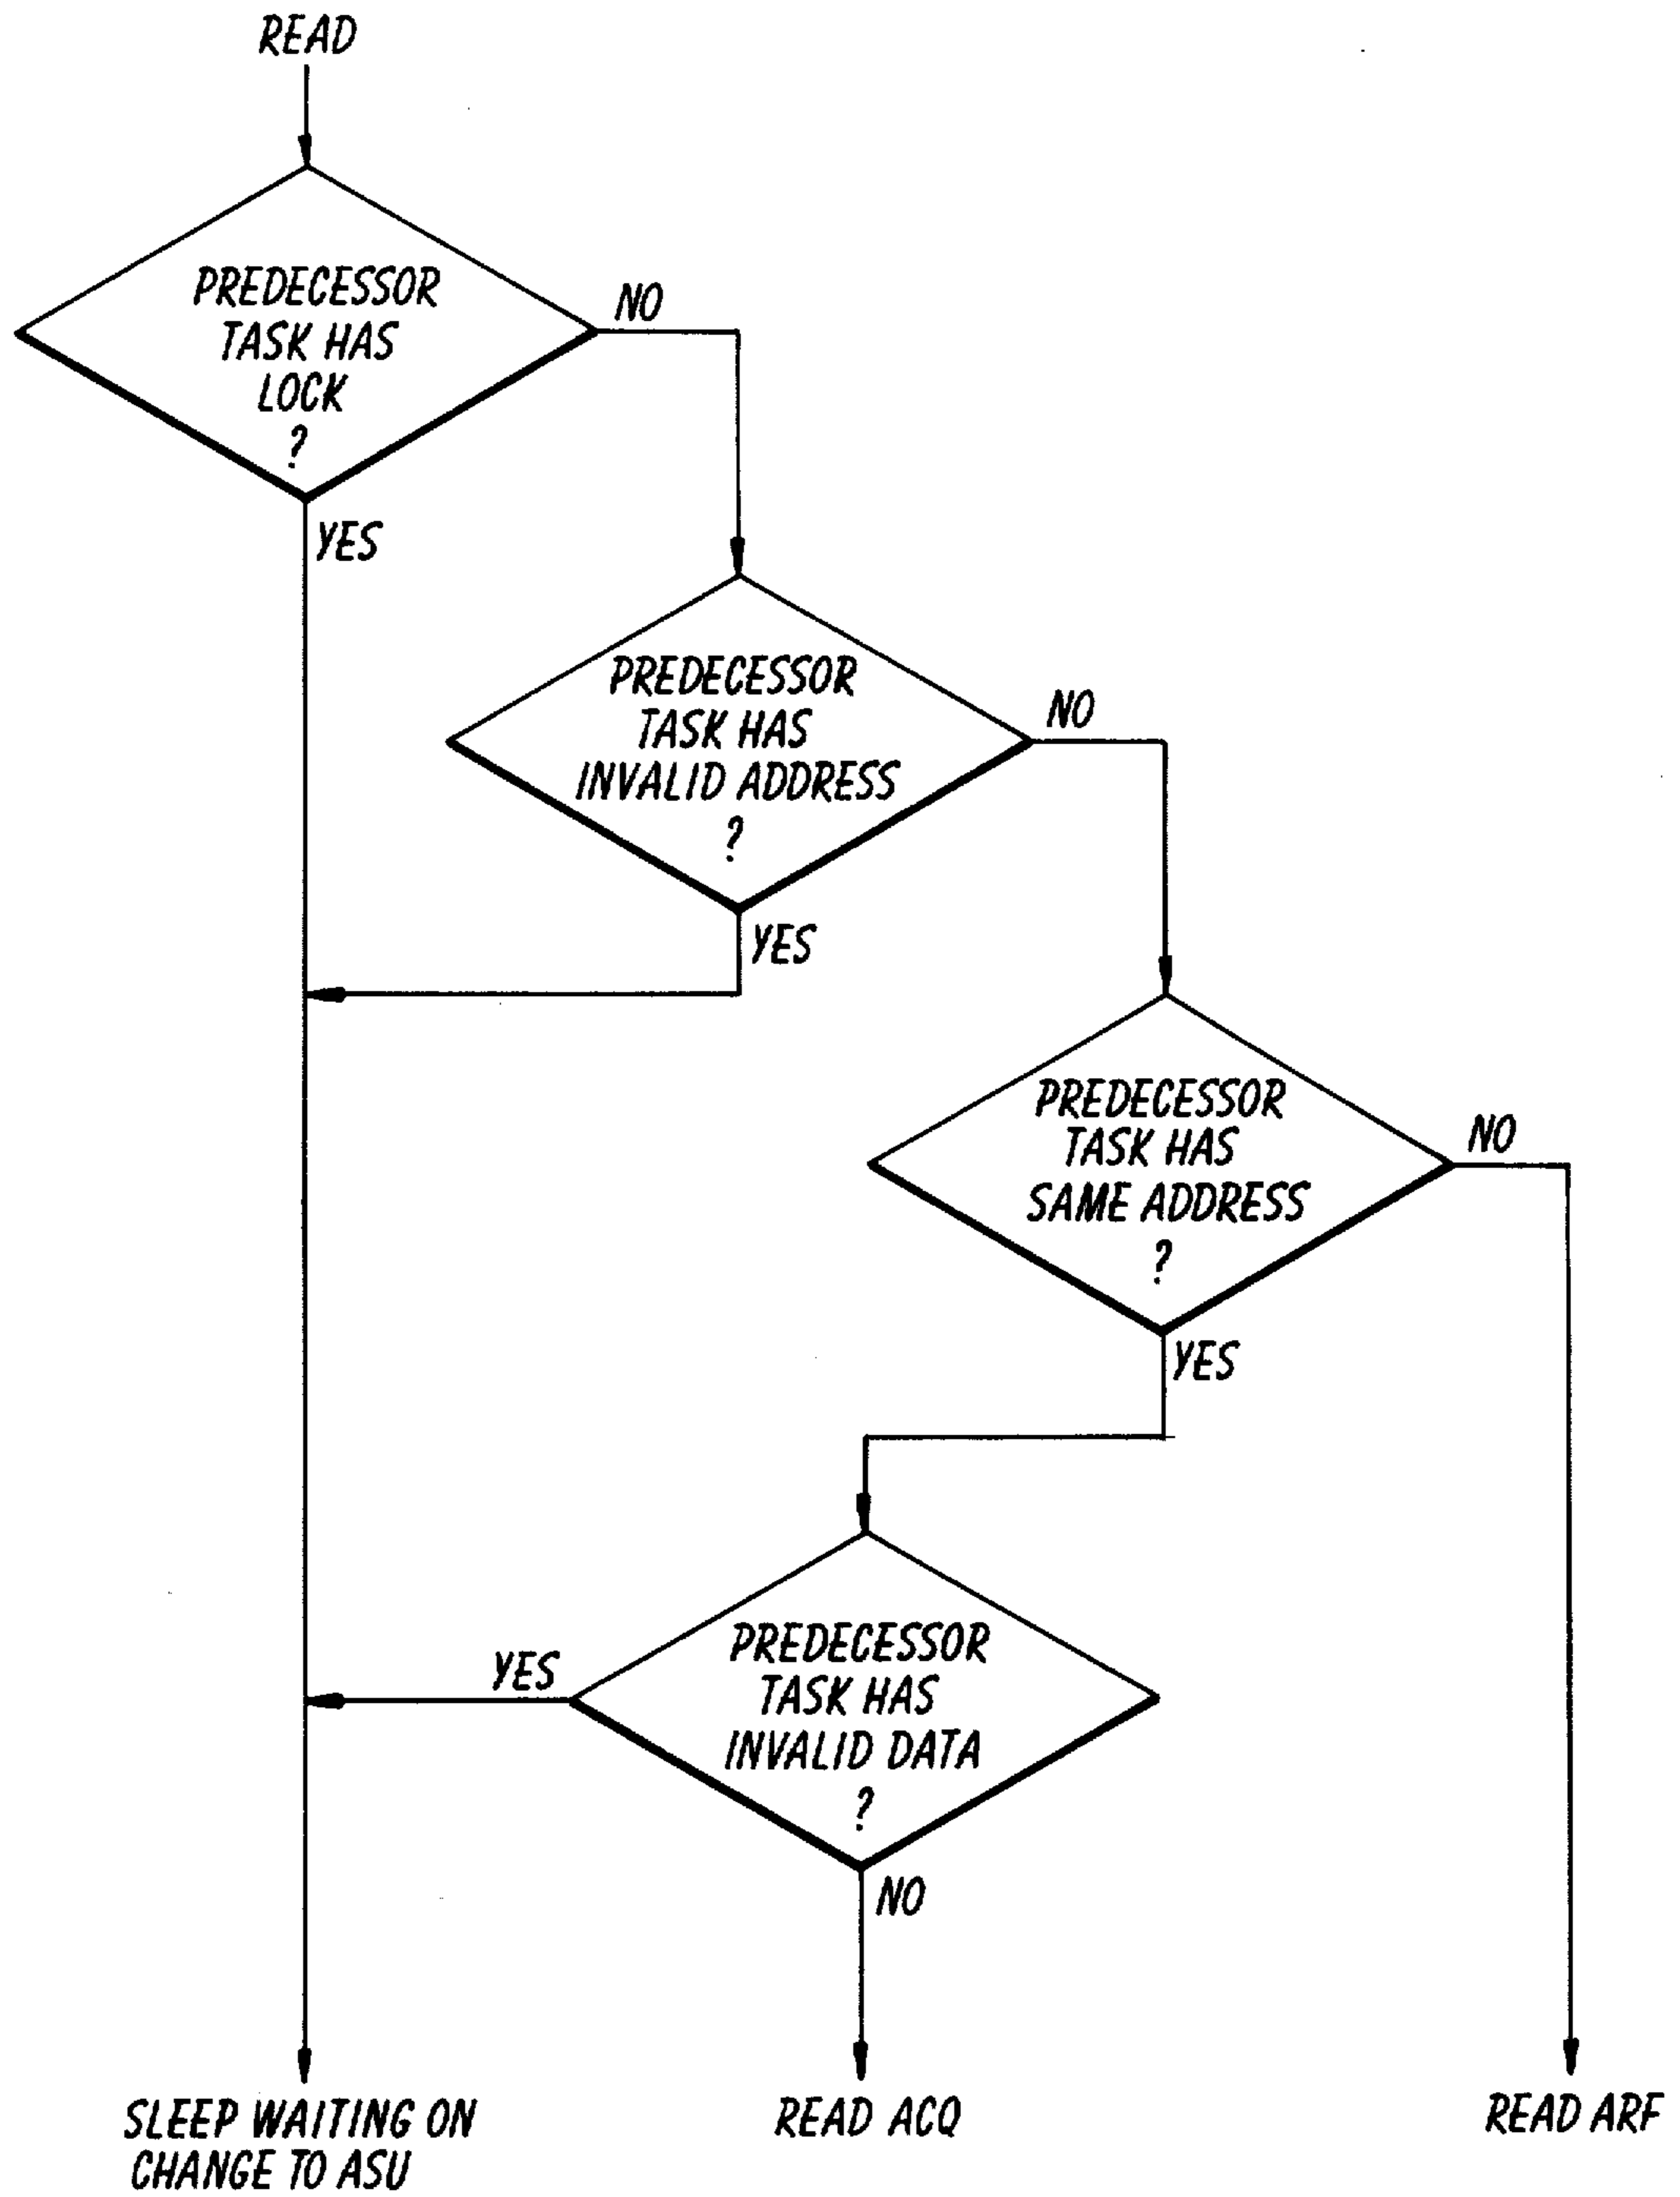 READ
PREDECESSOR
TASK HAS
LOCK
?
NO
YES
PREDECESSOR
TASK HAS
INVALID ADDRESS
?
NO
YES
PREDECESSOR
TASK HAS
SAME ADDRESS
?
NO
YES
PREDECESSOR
TASK HAS
INVALID DATA
?
YES
NO
SLEEP WAITING ON
CHANGE TO ASU
READ ACQ
READ ARF